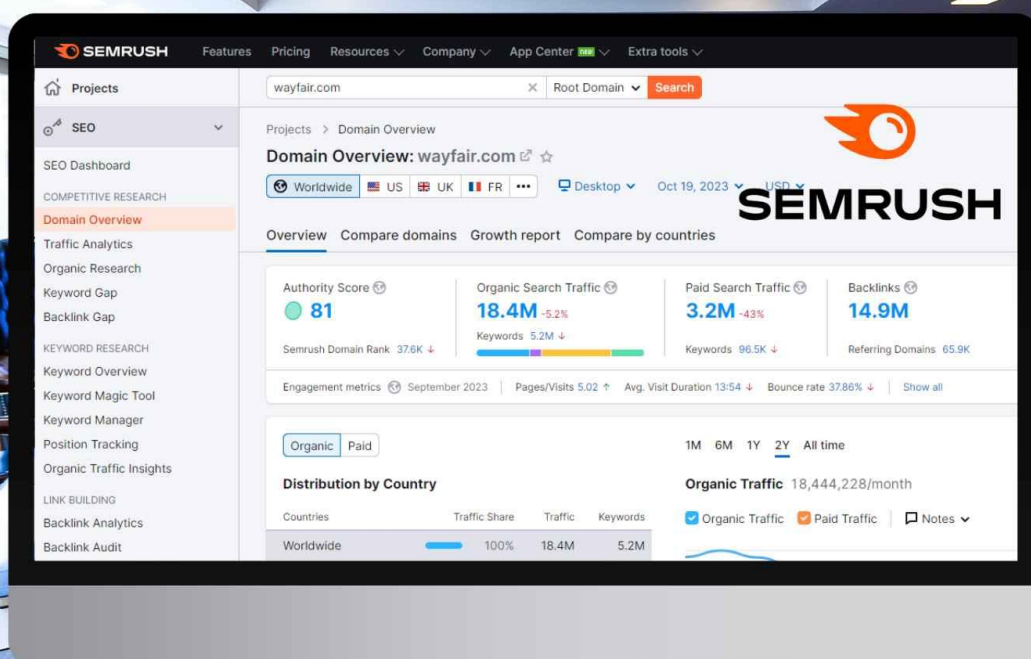 SEMRUSH Features Pricing Resources Company App Center NEW Extra tools
Projects
wayfair.com × Root Domain Search
SEO
Projects > Domain Overview
Domain Overview: wayfair.com
Worldwide US UK FR ••• Desktop Oct 19, 2023 USD
SEMRUSH
Overview Compare domains Growth report Compare by countries
SEO Dashboard
COMPETITIVE RESEARCH
Domain Overview
Traffic Analytics
Organic Research
Keyword Gap
Backlink Gap
KEYWORD RESEARCH
Keyword Overview
Keyword Magic Tool
Keyword Manager
Position Tracking
Organic Traffic Insights
LINK BUILDING
Backlink Analytics
Backlink Audit
Authority Score
81
Semrush Domain Rank 37.6K ↓
Organic Search Traffic
18.4M -5.2%
Keywords 5.2M ↓
Paid Search Traffic
3.2M -43%
Keywords 96.5K ↓
Backlinks
14.9M
Referring Domains 65.9K
Engagement metrics September 2023 Pages/Visits 5.02 ↑ Avg. Visit Duration 13:54 ↓ Bounce rate 37.86% ↓ Show all
Organic Paid
Distribution by Country
Countries Traffic Share Traffic Keywords
Worldwide 100% 18.4M 5.2M
1M 6M 1Y 2Y All time
Organic Traffic 18,444,228/month
Organic Traffic Paid Traffic Notes